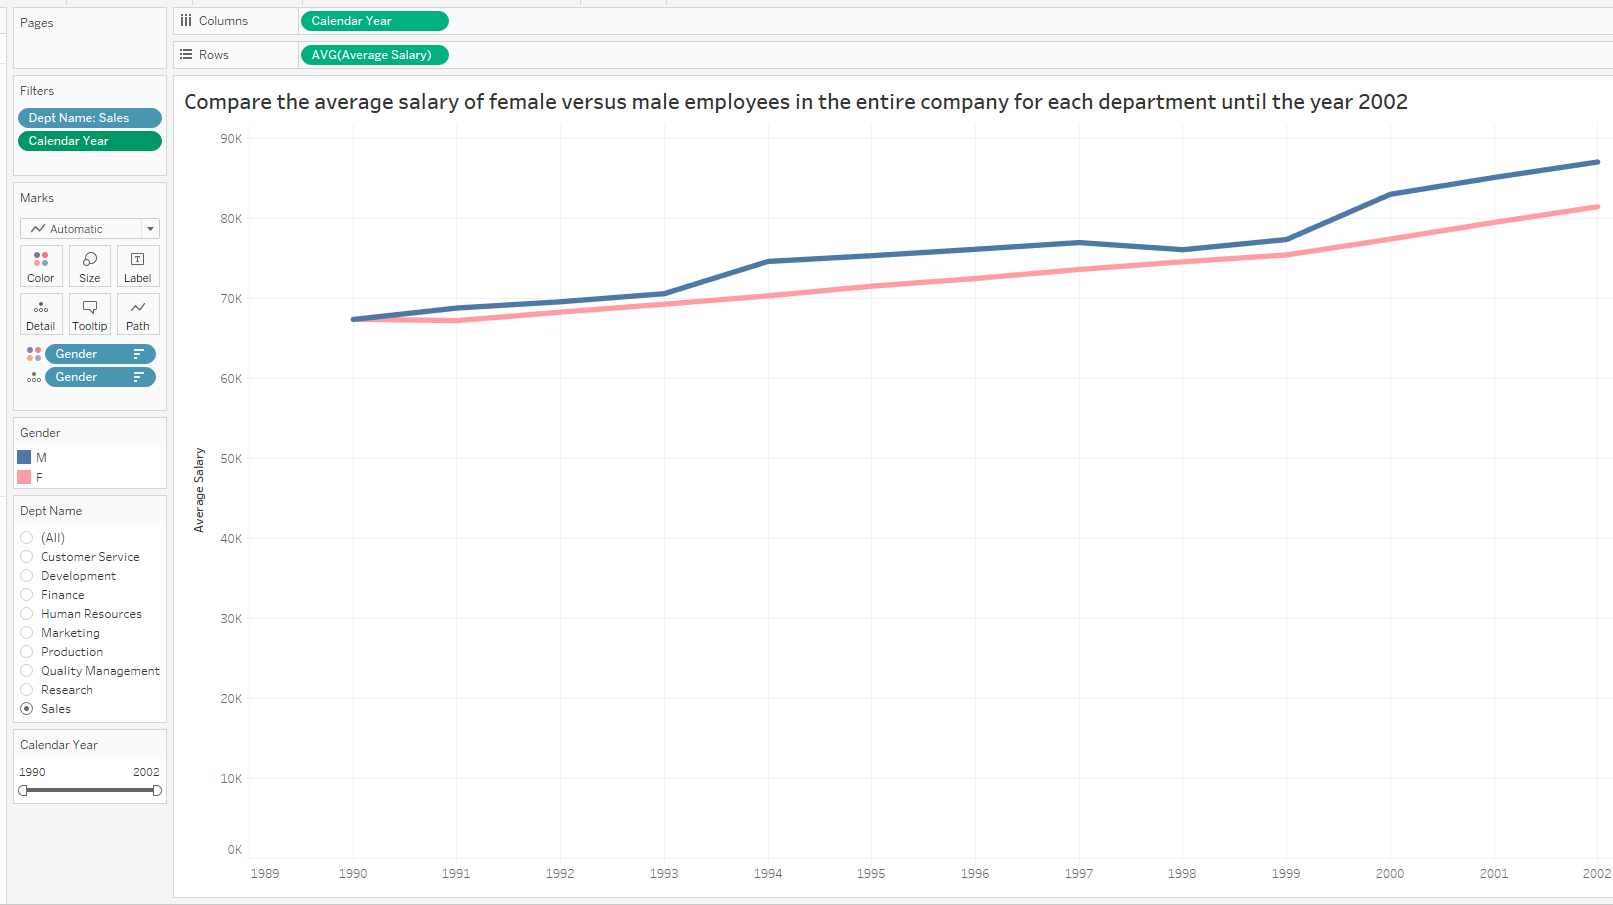 Pages
Columns
Calendar Year
Rows
AVG(Average Salary)
Filters
Dept Name: Sales
Calendar Year
Marks
Automatic
Color
Size
Label
Detail
Tooltip
Path
Gender
Gender
Gender
M
F
Dept Name
(All)
Customer Service
Development
Finance
Human Resources
Marketing
Production
Quality Management
Research
Sales
Calendar Year
1990 2002
Compare the average salary of female versus male employees in the entire company for each department until the year 2002
90K
80K
70K
60K
50K
40K
30K
20K
10K
0K
Average Salary
1989 1990 1991 1992 1993 1994 1995 1996 1997 1998 1999 2000 2001 2002